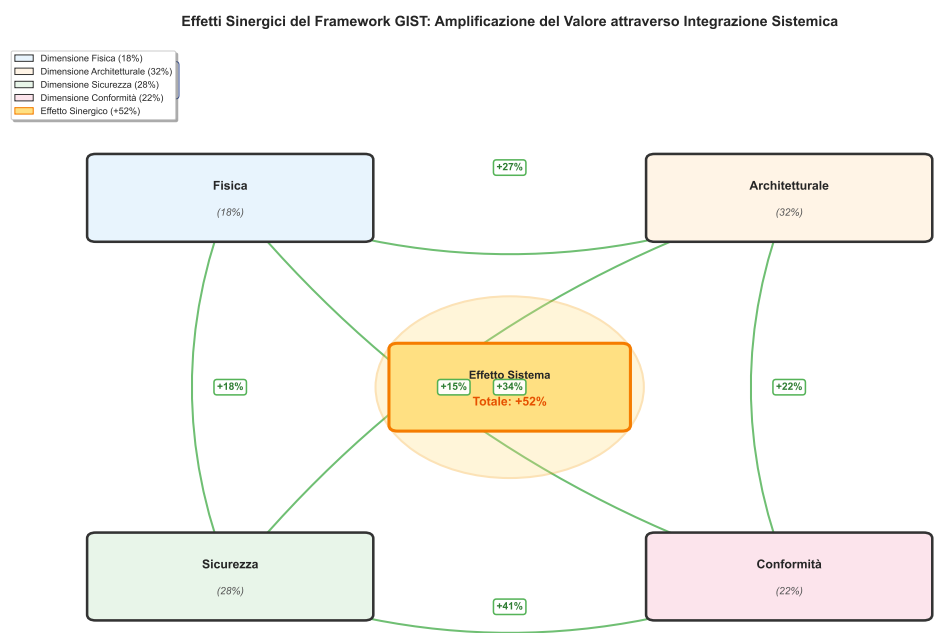 Effetti Sinergici del Framework GIST: Amplificazione del Valore attraverso Integrazione Sistemica
Dimensione Fisica (18%)
Dimensione Architetturale (32%)
Dimensione Sicurezza (28%)
Dimensione Conformità (22%)
Effetto Sinergico (+52%)
+27%
Fisica
(18%)
Architetturale
(32%)
Effetto Sistema
+18%
+15%
+34%
+22%
Totale: +52%
Sicurezza
(28%)
Conformità
(22%)
+41%